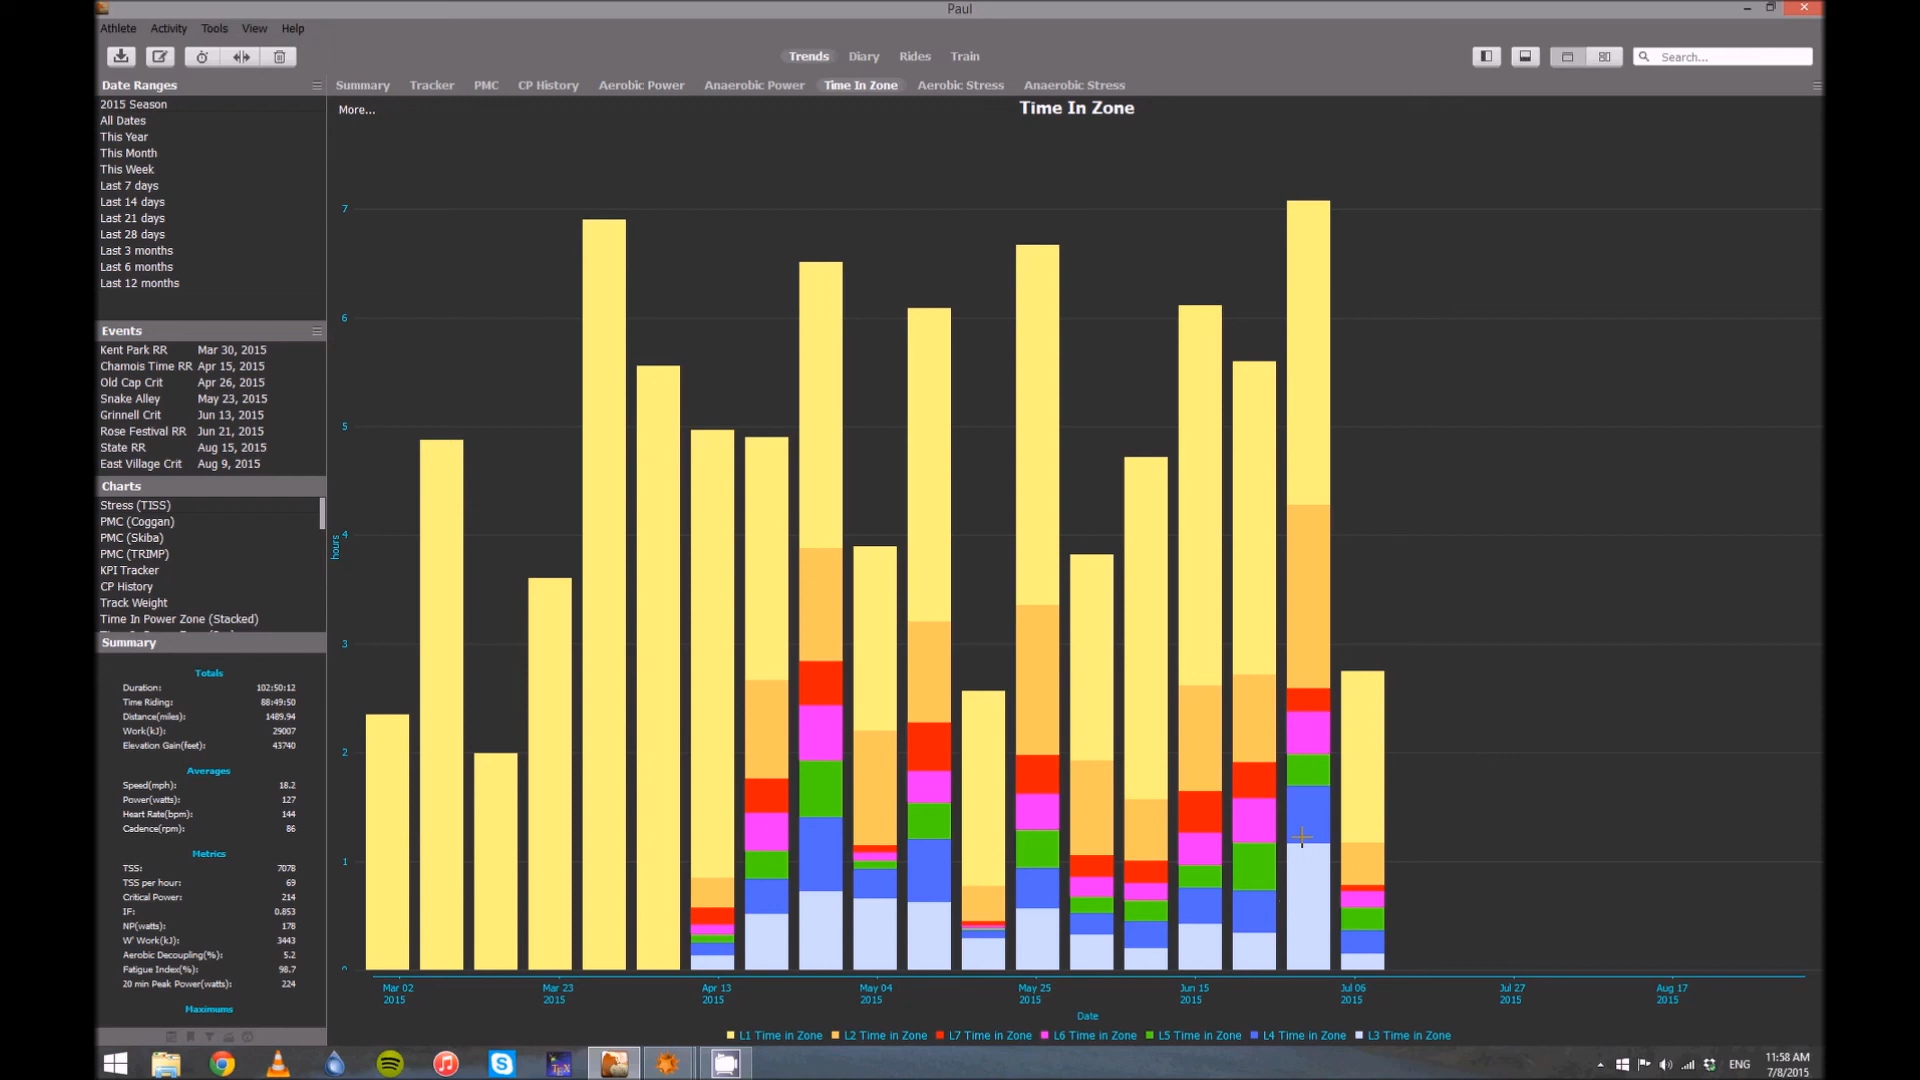 Paul
Athlete Activity Tools View Help
Trends Diary Rides Train
Search...
Date Ranges
Summary Tracker PMC CP History Aerobic Power Anaerobic Power Time In Zone Aerobic Stress Anaerobic Stress
2015 Season
All Dates
This Year
This Month
This Week
Last 7 days
Last 14 days
Last 21 days
Last 28 days
Last 3 months
Last 6 months
Last 12 months
Events
Kent Park RR Mar 30, 2015
Chamois Time RR Apr 15, 2015
Old Cap Crit Apr 26, 2015
Snake Alley May 23, 2015
Grinnell Crit Jun 13, 2015
Rose Festival RR Jun 21, 2015
State RR Aug 15, 2015
East Village Crit Aug 9, 2015
Charts
Stress (TISS)
PMC (Coggan)
PMC (Skiba)
PMC (TRIMP)
KPI Tracker
CP History
Track Weight
Time In Power Zone (Stacked)
Summary
Totals
Duration: 102:50:12
Time Riding: 88:49:50
Distance(miles): 1489.94
Work(kJ): 29007
Elevation Gain(feet): 43740
Averages
Speed(mph): 18.2
Power(watts): 127
Heart Rate(bpm): 144
Cadence(rpm): 86
Metrics
TSS: 7078
TSS per hour: 69
Critical Power: 214
IF: 0.853
NP(watts): 178
W' Work(kJ): 3443
Aerobic Decoupling(%): 5.2
Fatigue Index(%): 98.7
20 min Peak Power(watts): 224
Maximums
More...
Time In Zone
7
6
5
4
3
2
1
0
hours
Mar 02 2015
Mar 23 2015
Apr 13 2015
May 04 2015
May 25 2015
Jun 15 2015
Jul 06 2015
Jul 27 2015
Aug 17 2015
Date
L1 Time in Zone L2 Time in Zone L7 Time in Zone L6 Time in Zone L5 Time in Zone L4 Time in Zone L3 Time in Zone
ENG
11:58 AM
7/8/2015